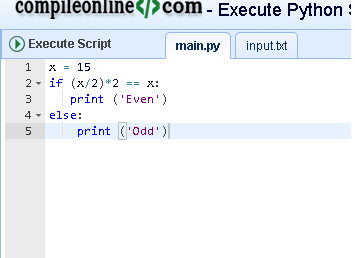 compileonline</>com - Execute Python
Execute Script main.py input.txt
1 x = 15
2 if (x/2)*2 == x:
3 print ('Even')
4 else:
5 print ('Odd')